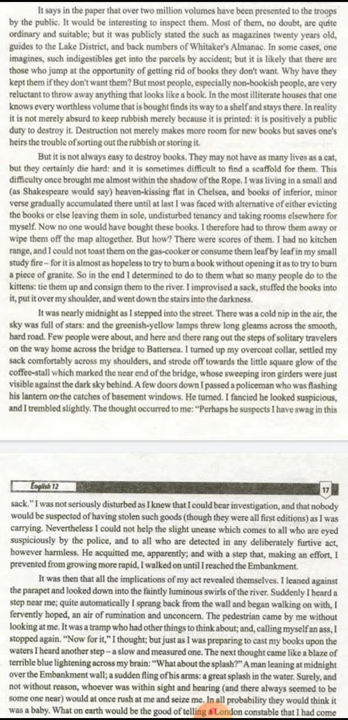 It says in the paper that over two million volumes have been presented to the troops
by the public. It would be interesting to inspect them. Most of them, no doubt, are quite
ordinary and suitable; but it was publicly stated the such as magazines twenty years old,
guides to the Lake District, and back numbers of Whitaker's Almanac. In some cases, one
imagines, such indigestibles get into the parcels by accident; but it is likely that there are
those who jump at the opportunity of getting rid of books they don't want. Why have they
kept them if they don't want them? But most people, especially non-bookish people, are very
reluctant to throw away anything that looks like a book. In the most illiterate houses that one
knows every worthless volume that is bought finds its way to a shelf and stays there. In reality
it is not merely absurd to keep rubbish merely because it is printed: it is positively a public
duty to destroy it. Destruction not merely makes more room for new books but saves one's
heirs the trouble of sorting out the rubbish or storing it.
But it is not always easy to destroy books. They may not have as many lives as a cat,
but they certainly die hard: and it is sometimes difficult to find a scaffold for them. This
difficulty once brought me almost within the shadow of the Rope. I was living in a small and
(as Shakespeare would say) heaven-kissing flat in Chelsea, and books of inferior, minor
verse gradually accumulated there until at last I was faced with alternative of either evicting
the books or else leaving them in sole, undisturbed tenancy and taking rooms elsewhere for
myself. Now no one would have bought these books. I therefore had to throw them away or
wipe them off the map altogether. But how? There were scores of them. I had no kitchen
range, and I could not toast them on the gas-cooker or consume them leaf by leaf in my small
study fire – for it is almost as hopeless to try to burn a book without opening it as to try to burn
a piece of granite. So in the end I determined to do to them what so many people do to the
kittens: tie them up and consign them to the river. I improvised a sack, stuffed the books into
it, put it over my shoulder, and went down the stairs into the darkness.
It was nearly midnight as I stepped into the street. There was a cold nip in the air, the
sky was full of stars: and the greenish-yellow lamps threw long gleams across the smooth,
hard road. Few people were about, and here and there rang out the steps of solitary travelers
on the way home across the bridge to Battersea. I turned up my overcoat collar, settled my
sack comfortably across my shoulders, and strode off towards the little square glow of the
coffee-stall which marked the near end of the bridge, whose sweeping iron girders were just
visible against the dark sky behind. A few doors down I passed a policeman who was flashing
his lantern on the catches of basement windows. He turned. I fancied he looked suspicious,
and I trembled slightly. The thought occurred to me: "Perhaps he suspects I have swag in this
English 12
17
sack." I was not seriously disturbed as I knew that I could bear investigation, and that nobody
would be suspected of having stolen such goods (though they were all first editions) as I was
carrying. Nevertheless I could not help the slight unease which comes to all who are eyed
suspiciously by the police, and to all who are detected in any deliberately furtive act,
however harmless. He acquitted me, apparently; and with a step that, making an effort, I
prevented from growing more rapid, I walked on until I reached the Embankment.
It was then that all the implications of my act revealed themselves. I leaned against
the parapet and looked down into the faintly luminous swirls of the river. Suddenly I heard a
step near me; quite automatically I sprang back from the wall and began walking on with, I
fervently hoped, an air of rumination and unconcern. The pedestrian came by me without
looking at me. It was a tramp who had other things to think about; and, calling myself an ass, I
stopped again. "Now for it," I thought; but just as I was preparing to cast my books upon the
waters I heard another step – a slow and measured one. The next thought came like a blaze of
terrible blue lightening across my brain: "What about the splash?" A man leaning at midnight
over the Embankment wall; a sudden fling of his arms: a great splash in the water. Surely, and
not without reason, whoever was within sight and hearing (and there always seemed to be
some one near) would at once rush at me and seize me. In all probability they would think it
was a baby. What on earth would be the good of telling a London constable that I had come